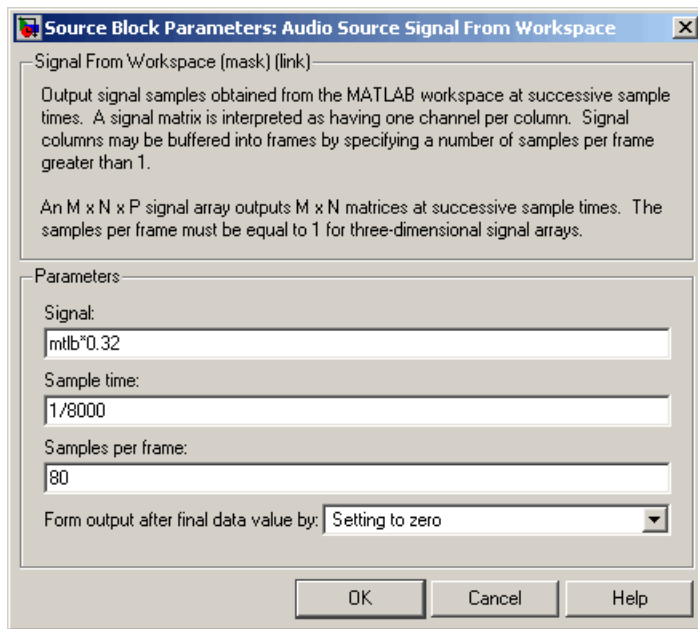 Source Block Parameters: Audio Source Signal From Workspace
Signal From Workspace (mask) (link)
Output signal samples obtained from the MATLAB workspace at successive sample
times. A signal matrix is interpreted as having one channel per column. Signal
columns may be buffered into frames by specifying a number of samples per frame
greater than 1.
An M x N x P signal array outputs M x N matrices at successive sample times. The
samples per frame must be equal to 1 for three-dimensional signal arrays.
Parameters
Signal:
mtlb*0.32
Sample time:
1/8000
Samples per frame:
80
Form output after final data value by: Setting to zero
OK Cancel Help